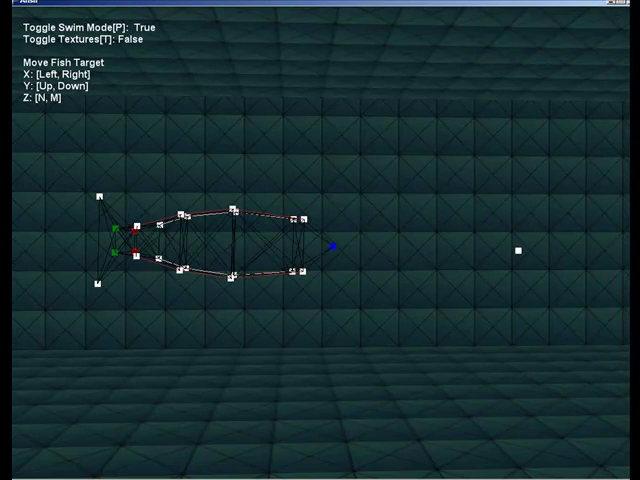 Toggle Swim Mode[P]: True
Toggle Textures[T]: False
Move Fish Target
X: [Left, Right]
Y: [Up, Down]
Z: [N, M]